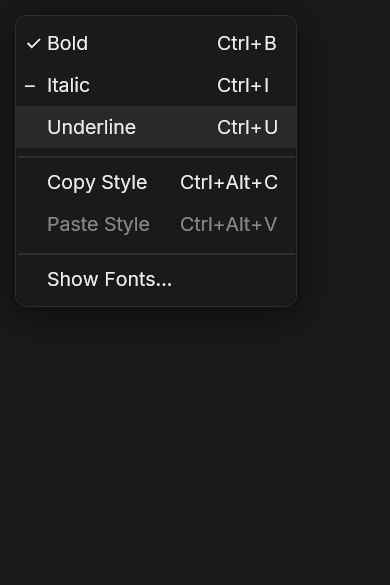 ✓ Bold Ctrl+B
– Italic Ctrl+I
Underline Ctrl+U
Copy Style Ctrl+Alt+C
Paste Style Ctrl+Alt+V
Show Fonts...